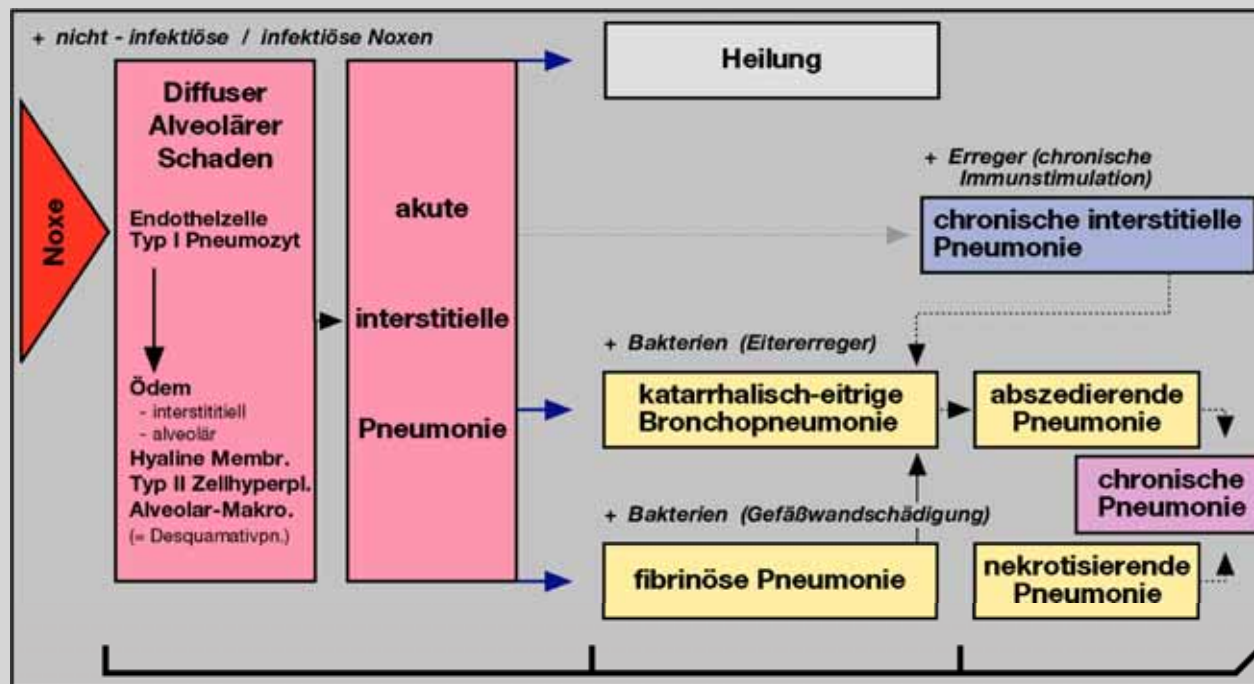 + nicht - infektiöse / infektiöse Noxen
Noxe
Diffuser
Alveolärer
Schaden
Endothelzelle
Typ I Pneumozyt
Ödem
- interstititiell
- alveolär
Hyaline Membr.
Typ II Zellhyperpl.
Alveolar-Makro.
(= Desquamativpn.)
akute
interstitielle
Pneumonie
Heilung
+ Erreger (chronische
Immunstimulation)
chronische interstitielle
Pneumonie
+ Bakterien (Eitererreger)
katarrhalisch-eitrige
Bronchopneumonie
abszedierende
Pneumonie
chronische
Pneumonie
+ Bakterien (Gefäßwandschädigung)
fibrinöse Pneumonie
nekrotisierende
Pneumonie